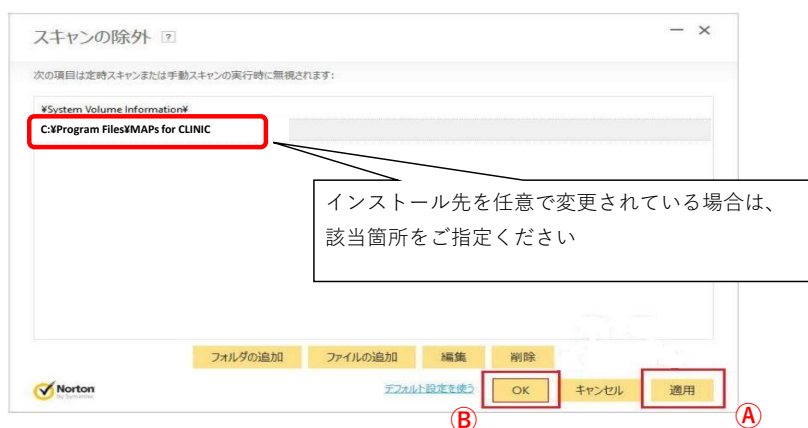 スキャンの除外 ?
次の項目は定時スキャンまたは手動スキャンの実行時に無視されます:
¥System Volume Information¥
C:¥Program Files¥MAPs for CLINIC
インストール先を任意で変更されている場合は、
該当箇所をご指定ください
フォルダの追加 ファイルの追加 編集 削除
Norton
by Symantec
デフォルト設定を使う OK キャンセル 適用
Ⓑ Ⓐ